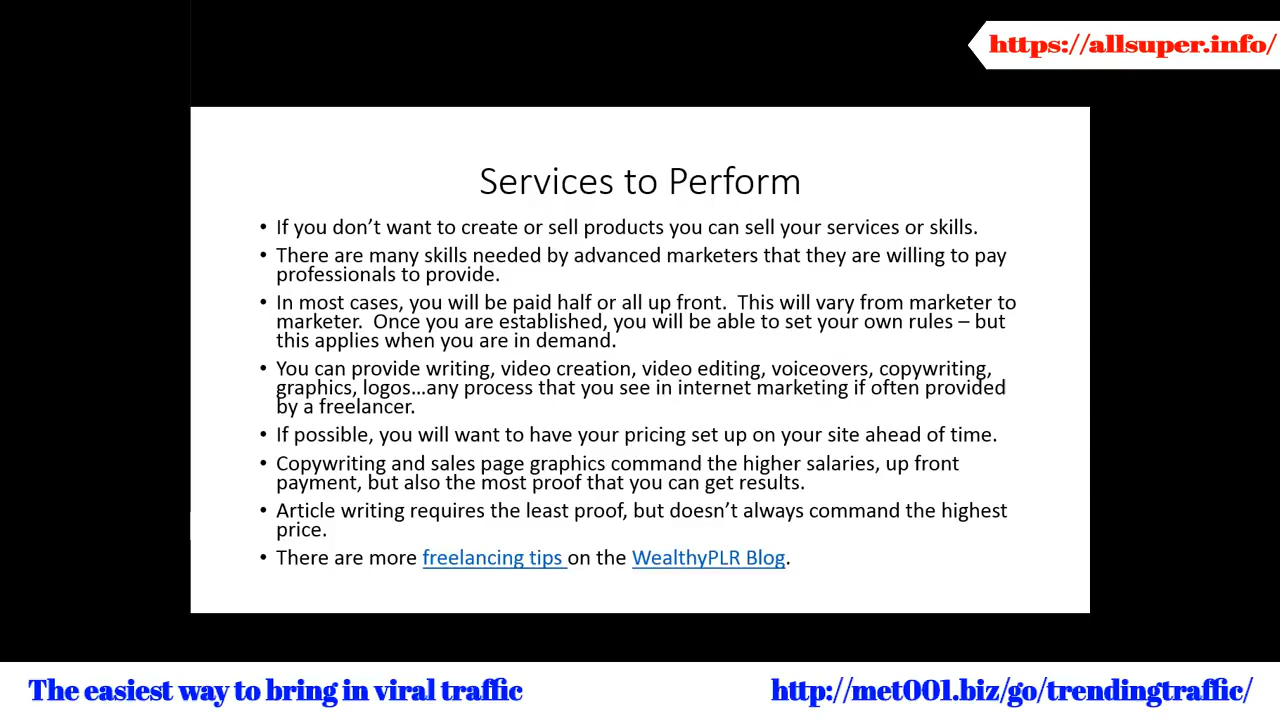 https://allsuper.info/
Services to Perform
• If you don’t want to create or sell products you can sell your services or skills.
• There are many skills needed by advanced marketers that they are willing to pay
professionals to provide.
• In most cases, you will be paid half or all up front.  This will vary from marketer to
marketer.  Once you are established, you will be able to set your own rules – but
this applies when you are in demand.
• You can provide writing, video creation, video editing, voiceovers, copywriting,
graphics, logos…any process that you see in internet marketing if often provided
by a freelancer.
• If possible, you will want to have your pricing set up on your site ahead of time.
• Copywriting and sales page graphics command the higher salaries, up front
payment, but also the most proof that you can get results.
• Article writing requires the least proof, but doesn’t always command the highest
price.
• There are more freelancing tips on the WealthyPLR Blog.
The easiest way to bring in viral traffic
http://met001.biz/go/trendingtraffic/